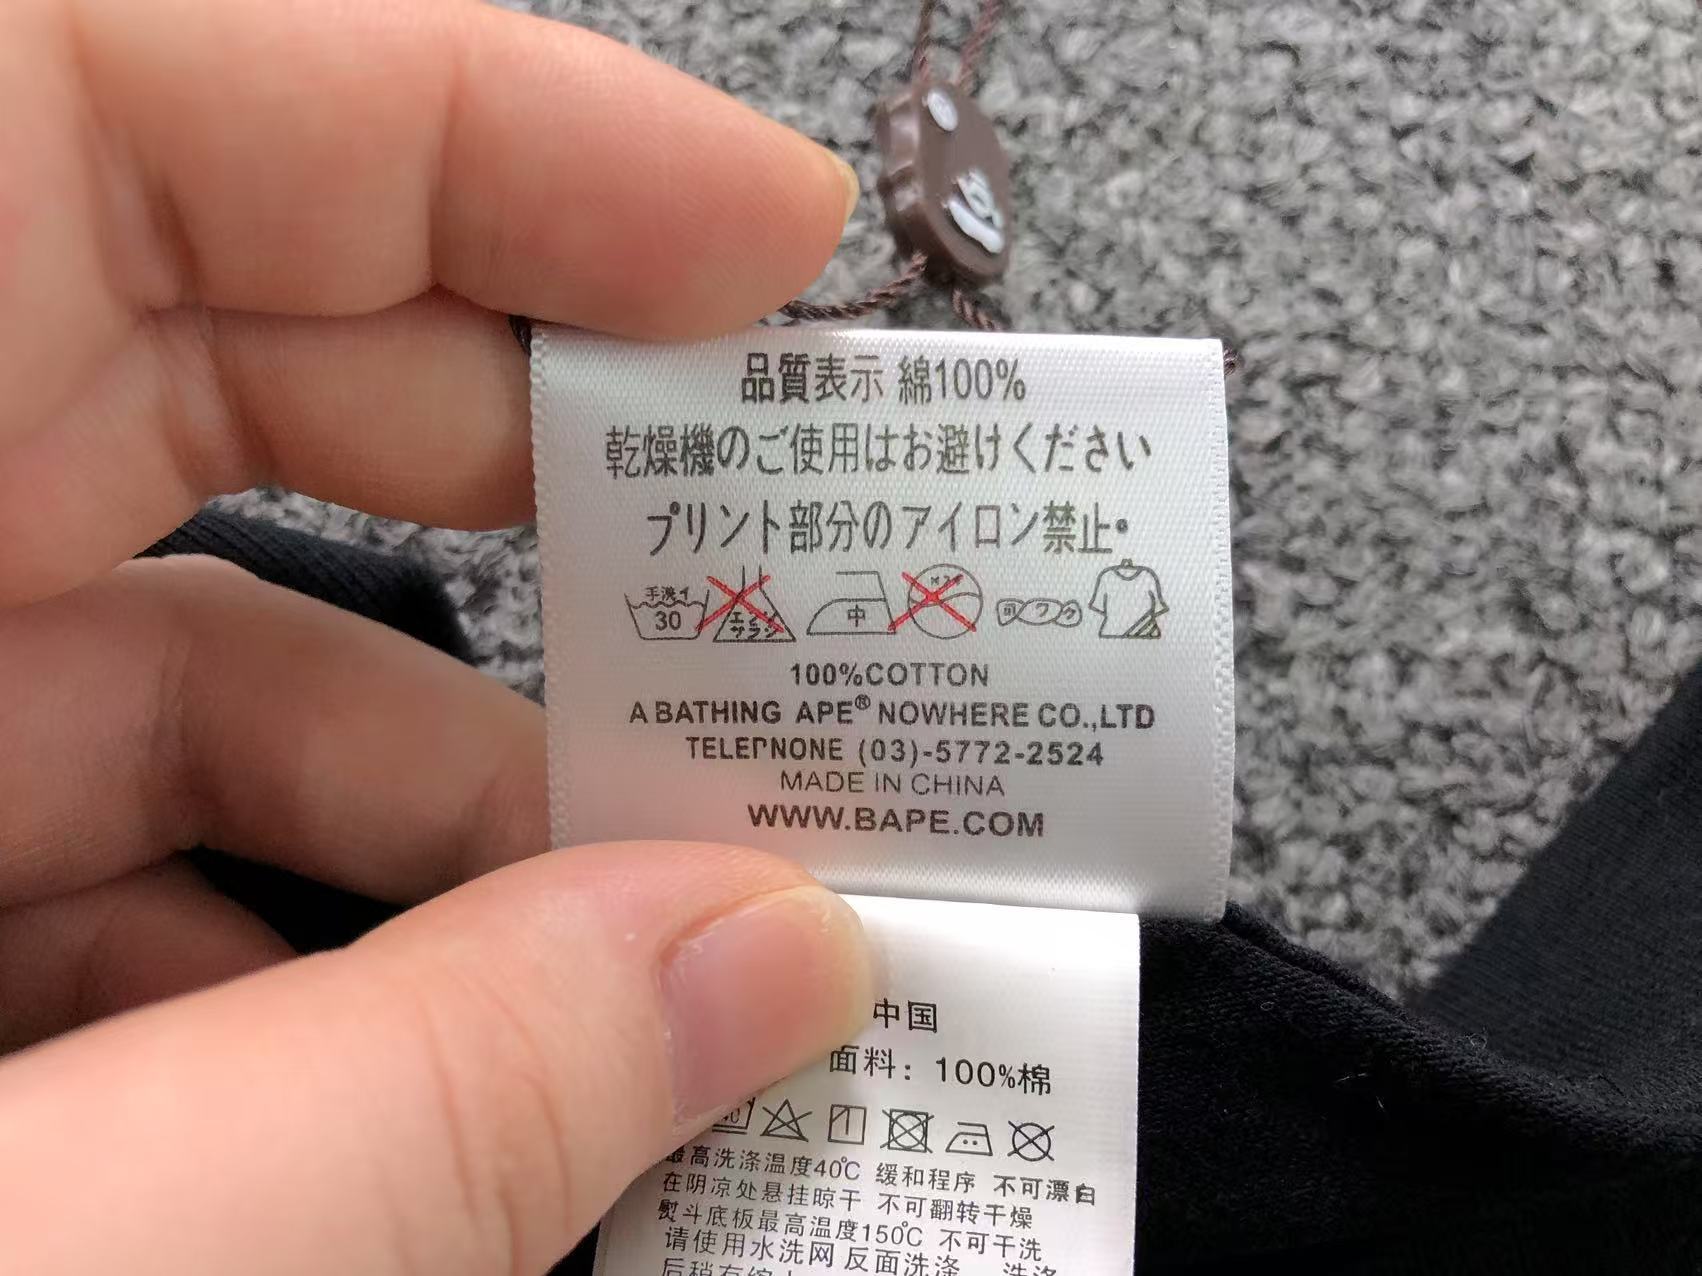 品質表示 綿100%
乾燥機のご使用はお避けください
プリント部分のアイロン禁止。
手洗イ 30 エンソ サラシ 中
100%COTTON
A BATHING APE® NOWHERE CO.,LTD
TELEPNONE (03)-5772-2524
MADE IN CHINA
WWW.BAPE.COM
中国
面料：100%棉
最高洗涤温度40℃ 缓和程序 不可漂白
在阴凉处悬挂晾干 不可翻转干燥
熨斗底板最高温度150℃ 不可干洗
请使用水洗网 反面洗涤